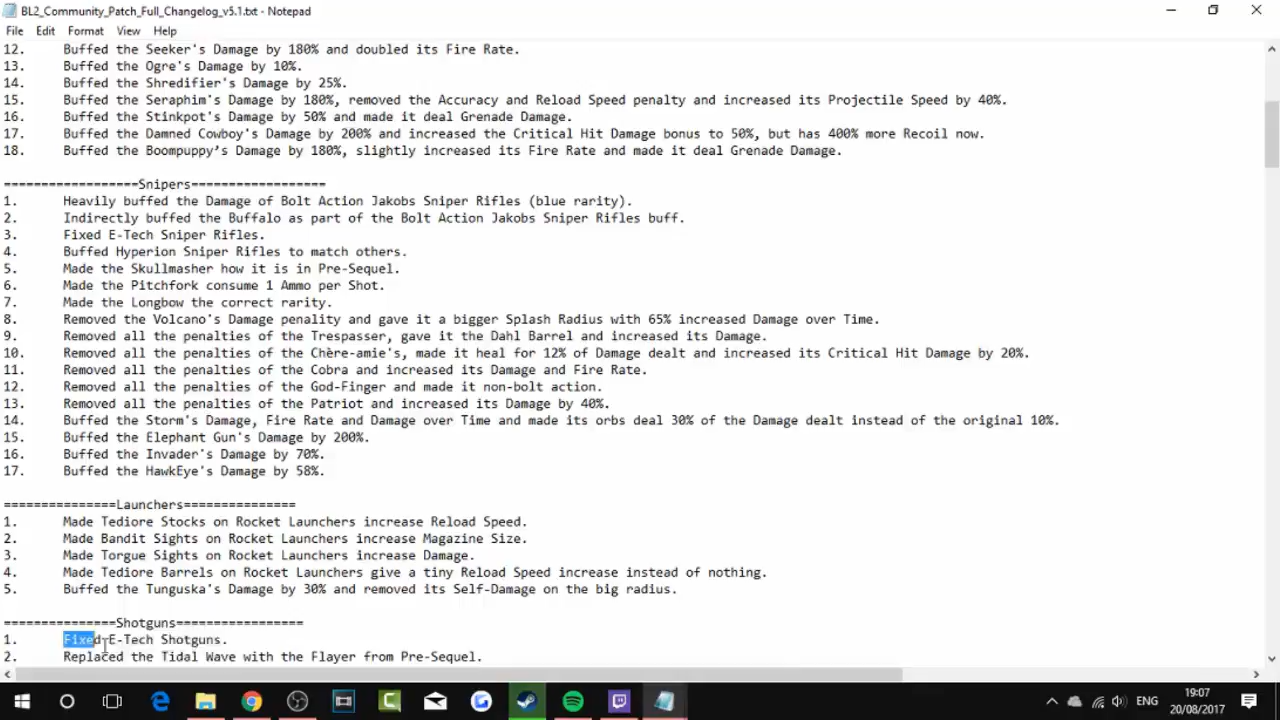 BL2_Community_Patch_Full_Changelog_v5.1.txt - Notepad
File Edit Format View Help
12. Buffed the Seeker's Damage by 180% and doubled its Fire Rate.
13. Buffed the Ogre's Damage by 10%.
14. Buffed the Shredifier's Damage by 25%.
15. Buffed the Seraphim's Damage by 180%, removed the Accuracy and Reload Speed penalty and increased its Projectile Speed by 40%.
16. Buffed the Stinkpot's by 50% and made it deal Grenade Damage.
17. Buffed the Damned Cowboy's Damage by 200% and increased the Critical Hit Damage bonus to 50%, but has 400% more Recoil now.
18. Buffed the Boompuppy’s Damage by 180%, slightly increased its Fire Rate and made it deal Grenade Damage.
==================Snipers==================
1. Heavily buffed the Damage of Bolt Action Jakobs Sniper Rifles (blue rarity).
2. Indirectly buffed the Buffalo as part of the Bolt Action Jakobs Sniper Rifles buff.
3. Fixed E-Tech Sniper Rifles.
4. Buffed Hyperion Sniper Rifles to match others.
5. Made the Skullmasher how it is in Pre-Sequel.
6. Made the Pitchfork consume 1 Ammo per Shot.
7. Made the Longbow the correct rarity.
8. Removed the Volcano's Damage penality and gave it a bigger Splash Radius with 65% increased Damage over Time.
9. Removed all the penalties of the Trespasser, gave it the Dahl Barrel and increased its Damage.
10. Removed all the penalties of the Chère-amie's, made it heal for 12% of Damage dealt and increased its Critical Hit Damage by 20%.
11. Removed all the penalties of the Cobra and increased its Damage and Fire Rate.
12. Removed all the penalties of the God-Finger and made it non-bolt action.
13. Removed all the penalties of the Patriot and increased its Damage by 40%.
14. Buffed the Storm's Damage, Fire Rate and Damage over Time and made its orbs deal 30% of the Damage dealt instead of the original 10%.
15. Buffed the Elephant Gun's Damage by 200%.
16. Buffed the Invader's Damage by 70%.
17. Buffed the HawkEye's Damage by 58%.
===============Launchers===============
1. Made Tediore Stocks on Rocket Launchers increase Reload Speed.
2. Made Bandit Sights on Rocket Launchers increase Magazine Size.
3. Made Torgue Sights on Rocket Launchers increase Damage.
4. Made Tediore Barrels on Rocket Launchers give a tiny Reload Speed increase instead of nothing.
5. Buffed the Tunguska's Damage by 30% and removed its Self-Damage on the big radius.
===============Shotguns=================
1. Fixed E-Tech Shotguns.
2. Replaced the Tidal Wave with the Flayer from Pre-Sequel.
ENG
19:07
20/08/2017